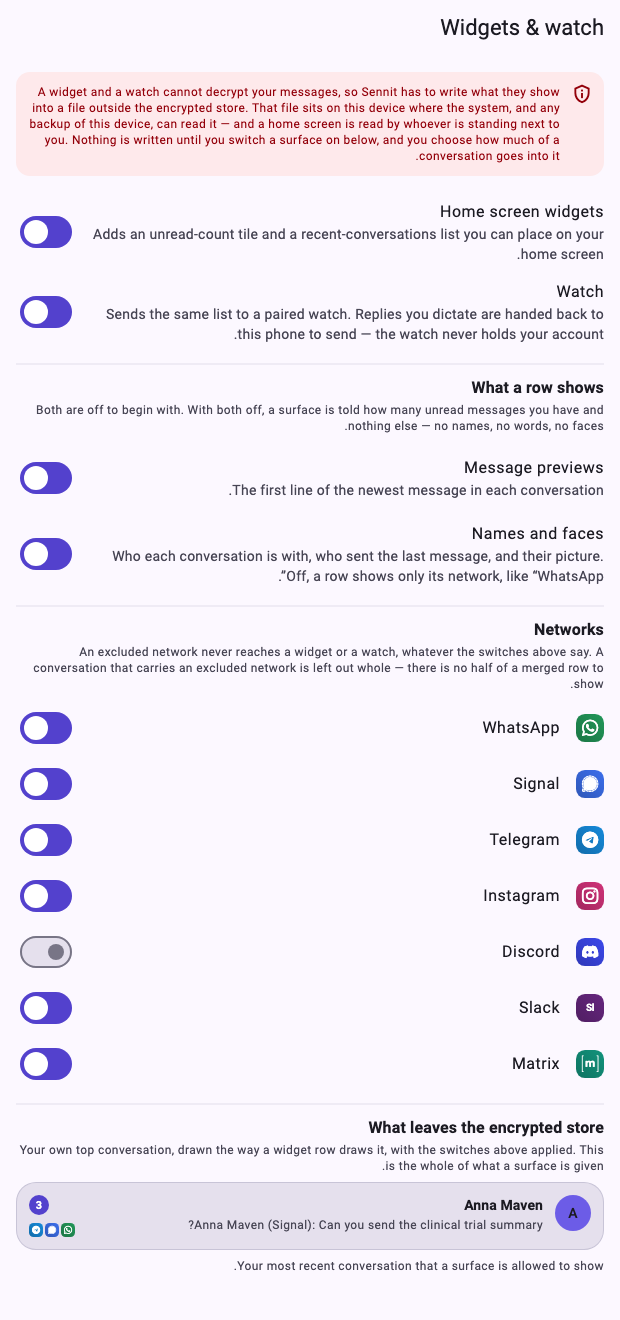 Widgets & watch
A widget and a watch cannot decrypt your messages, so Sennit has to write what they show
into a file outside the encrypted store. That file sits on this device where the system, and any
backup of this device, can read it — and a home screen is read by whoever is standing next to
you. Nothing is written until you switch a surface on below, and you choose how much of a
.conversation goes into it
Home screen widgets
Adds an unread-count tile and a recent-conversations list you can place on your
.home screen
Watch
Sends the same list to a paired watch. Replies you dictate are handed back to
.this phone to send — the watch never holds your account
What a row shows
Both are off to begin with. With both off, a surface is told how many unread messages you have and
.nothing else — no names, no words, no faces
Message previews
.The first line of the newest message in each conversation
Names and faces
Who each conversation is with, who sent the last message, and their picture.
.”Off, a row shows only its network, like “WhatsApp
Networks
An excluded network never reaches a widget or a watch, whatever the switches above say. A
conversation that carries an excluded network is left out whole — there is no half of a merged row to
.show
WhatsApp
Signal
Telegram
Instagram
Discord
Slack
Sl
Matrix
[m]
What leaves the encrypted store
Your own top conversation, drawn the way a widget row draws it, with the switches above applied. This
.is the whole of what a surface is given
A
Anna Maven
3
?Anna Maven (Signal): Can you send the clinical trial summary
.Your most recent conversation that a surface is allowed to show